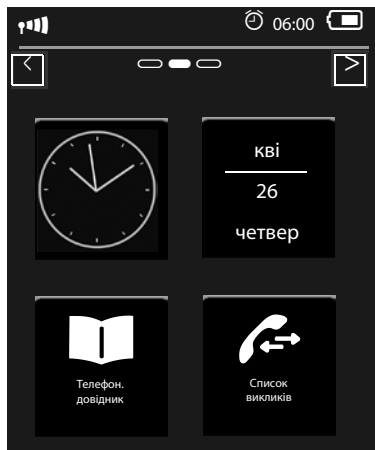 06:00
< >
кві
26
четвер
Телефон.
довідник
Список
викликів